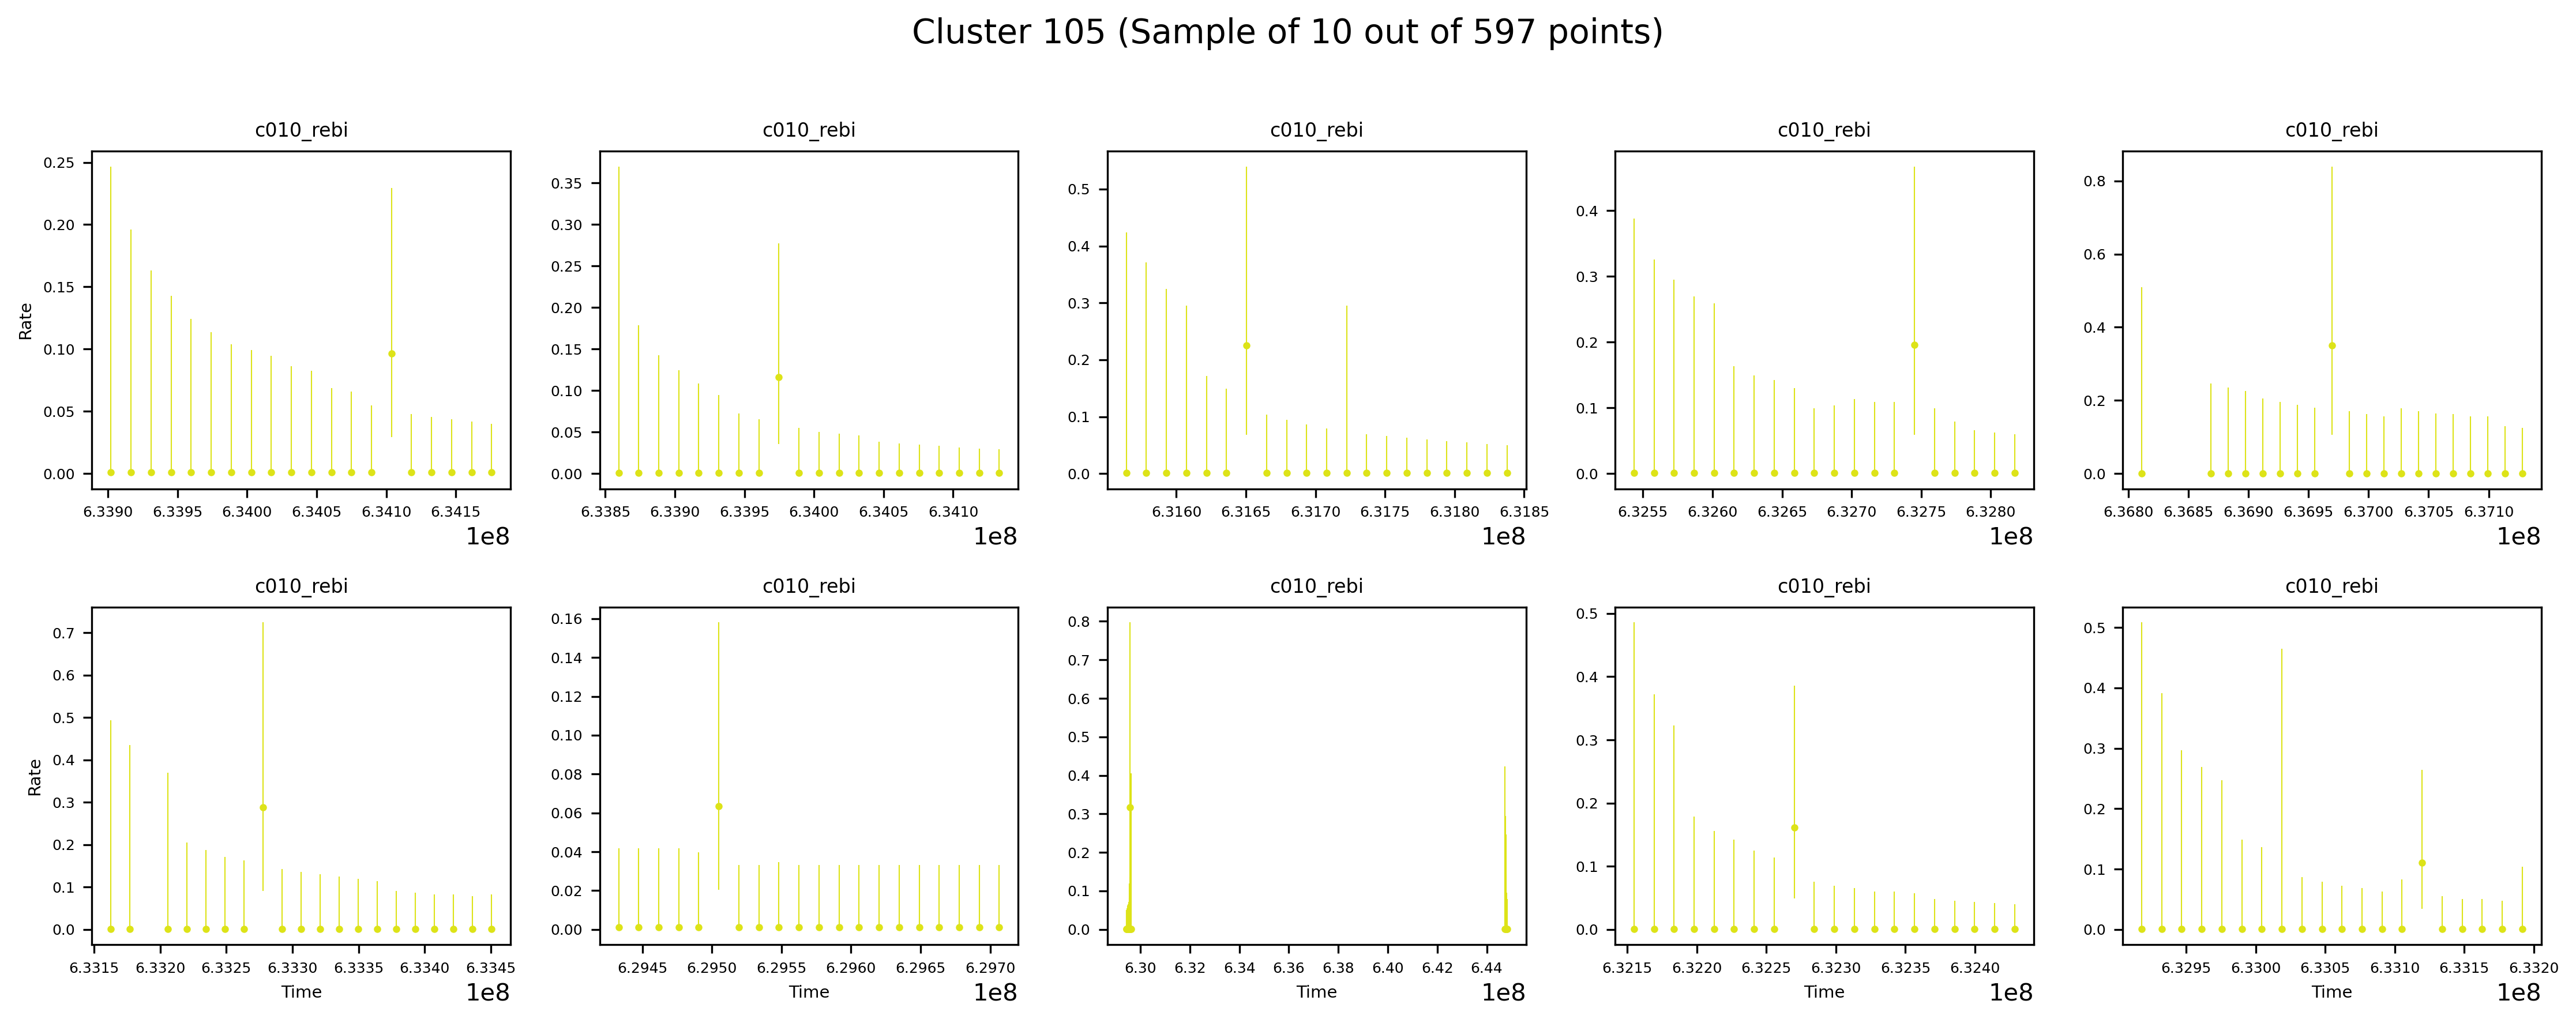 Cluster 105 (Sample of 10 out of 597 points)
c010_rebi
Rate
0.25
0.20
0.15
0.10
0.05
0.00
6.3390 6.3395 6.3400 6.3405 6.3410 6.3415
1e8
c010_rebi
0.35
0.30
0.25
0.20
0.15
0.10
0.05
0.00
6.3385 6.3390 6.3395 6.3400 6.3405 6.3410
1e8
c010_rebi
0.5
0.4
0.3
0.2
0.1
0.0
6.3160 6.3165 6.3170 6.3175 6.3180 6.3185
1e8
c010_rebi
0.4
0.3
0.2
0.1
0.0
6.3255 6.3260 6.3265 6.3270 6.3275 6.3280
1e8
c010_rebi
0.8
0.6
0.4
0.2
0.0
6.3680 6.3685 6.3690 6.3695 6.3700 6.3705 6.3710
1e8
c010_rebi
Rate
0.7
0.6
0.5
0.4
0.3
0.2
0.1
0.0
6.3315 6.3320 6.3325 6.3330 6.3335 6.3340 6.3345
Time
1e8
c010_rebi
0.16
0.14
0.12
0.10
0.08
0.06
0.04
0.02
0.00
6.2945 6.2950 6.2955 6.2960 6.2965 6.2970
Time
1e8
c010_rebi
0.8
0.7
0.6
0.5
0.4
0.3
0.2
0.1
0.0
6.30 6.32 6.34 6.36 6.38 6.40 6.42 6.44
Time
1e8
c010_rebi
0.5
0.4
0.3
0.2
0.1
0.0
6.3215 6.3220 6.3225 6.3230 6.3235 6.3240
Time
1e8
c010_rebi
0.5
0.4
0.3
0.2
0.1
0.0
6.3295 6.3300 6.3305 6.3310 6.3315 6.3320
Time
1e8